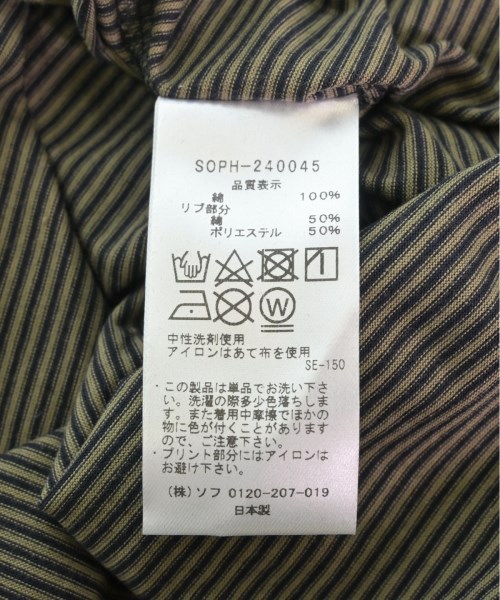 SOPH-240045
品質表示
綿 100%
リブ部分
綿 50%
ポリエステル 50%
W
中性洗剤使用
アイロンはあて布を使用
SE-150
・この製品は単品でお洗い下さ
い。洗濯の際多少色落ちしま
す。また着用中摩擦でほかの
物に色が付くことがあります
ので、ご注意下さい。
・プリント部分にはアイロンは
お避け下さい。
(株)ソフ 0120-207-019
日本製